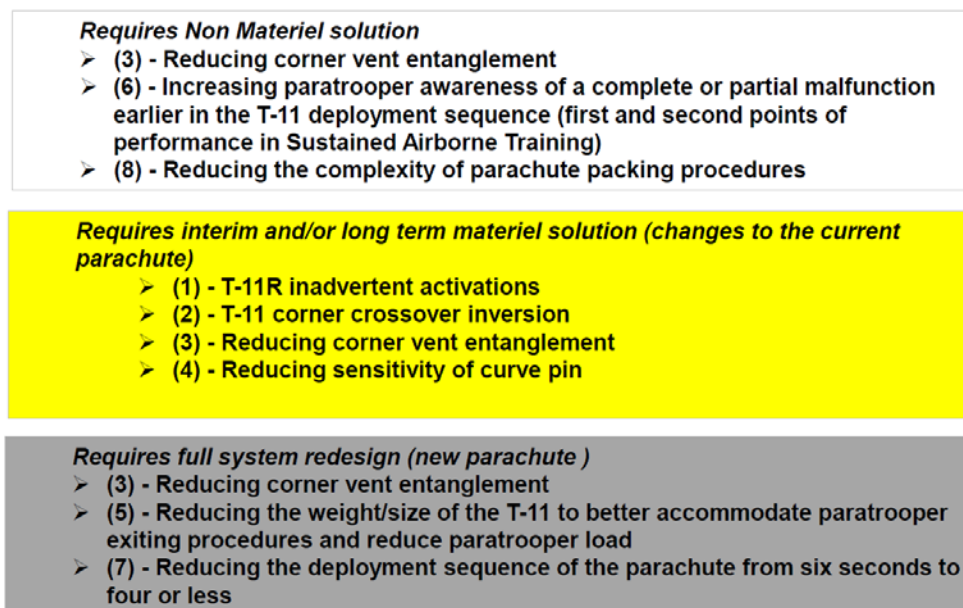 Requires Non Materiel solution
➢ (3) - Reducing corner vent entanglement
➢ (6) - Increasing paratrooper awareness of a complete or partial malfunction
earlier in the T-11 deployment sequence (first and second points of
performance in Sustained Airborne Training)
➢ (8) - Reducing the complexity of parachute packing procedures
Requires interim and/or long term materiel solution (changes to the current
parachute)
➢ (1) - T-11R inadvertent activations
➢ (2) - T-11 corner crossover inversion
➢ (3) - Reducing corner vent entanglement
➢ (4) - Reducing sensitivity of curve pin
Requires full system redesign (new parachute )
➢ (3) - Reducing corner vent entanglement
➢ (5) - Reducing the weight/size of the T-11 to better accommodate paratrooper
exiting procedures and reduce paratrooper load
➢ (7) - Reducing the deployment sequence of the parachute from six seconds to
four or less